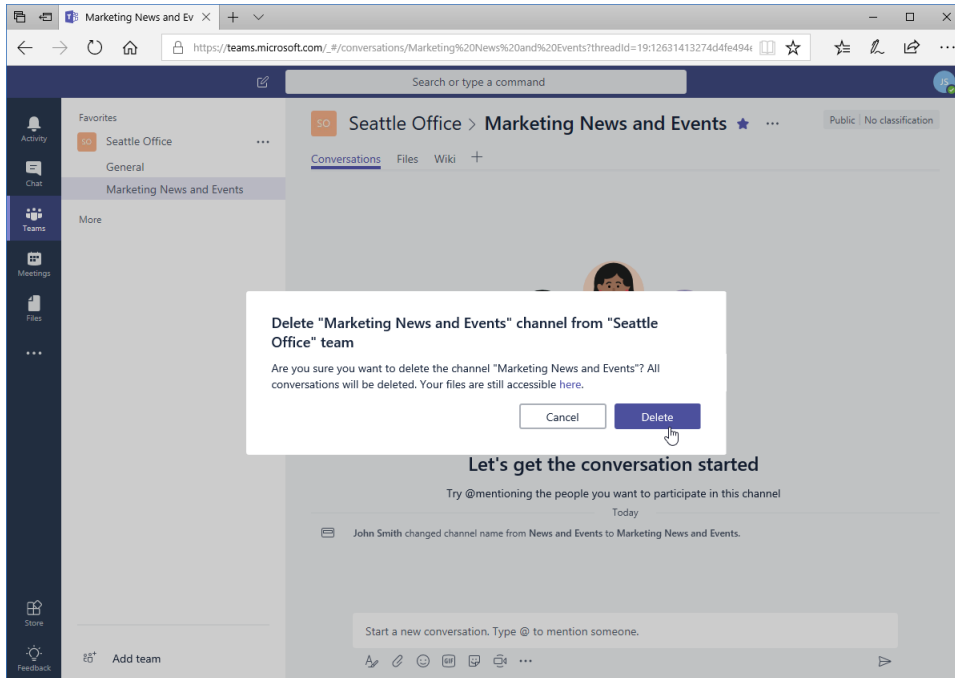 Marketing News and Ev
https://teams.microsoft.com/_#/conversations/Marketing%20News%20and%20Events?threadId=19:12631413274d4fe494e
Search or type a command
JS
Activity
Chat
Teams
Meetings
Files
Store
Feedback
Favorites
SO Seattle Office
General
Marketing News and Events
More
Add team
SO Seattle Office > Marketing News and Events
Public No classification
Conversations Files Wiki
Delete "Marketing News and Events" channel from "Seattle
Office" team
Are you sure you want to delete the channel "Marketing News and Events"? All
conversations will be deleted. Your files are still accessible here.
Cancel Delete
Let's get the conversation started
Try @mentioning the people you want to participate in this channel
Today
John Smith changed channel name from News and Events to Marketing News and Events.
Start a new conversation. Type @ to mention someone.
GIF